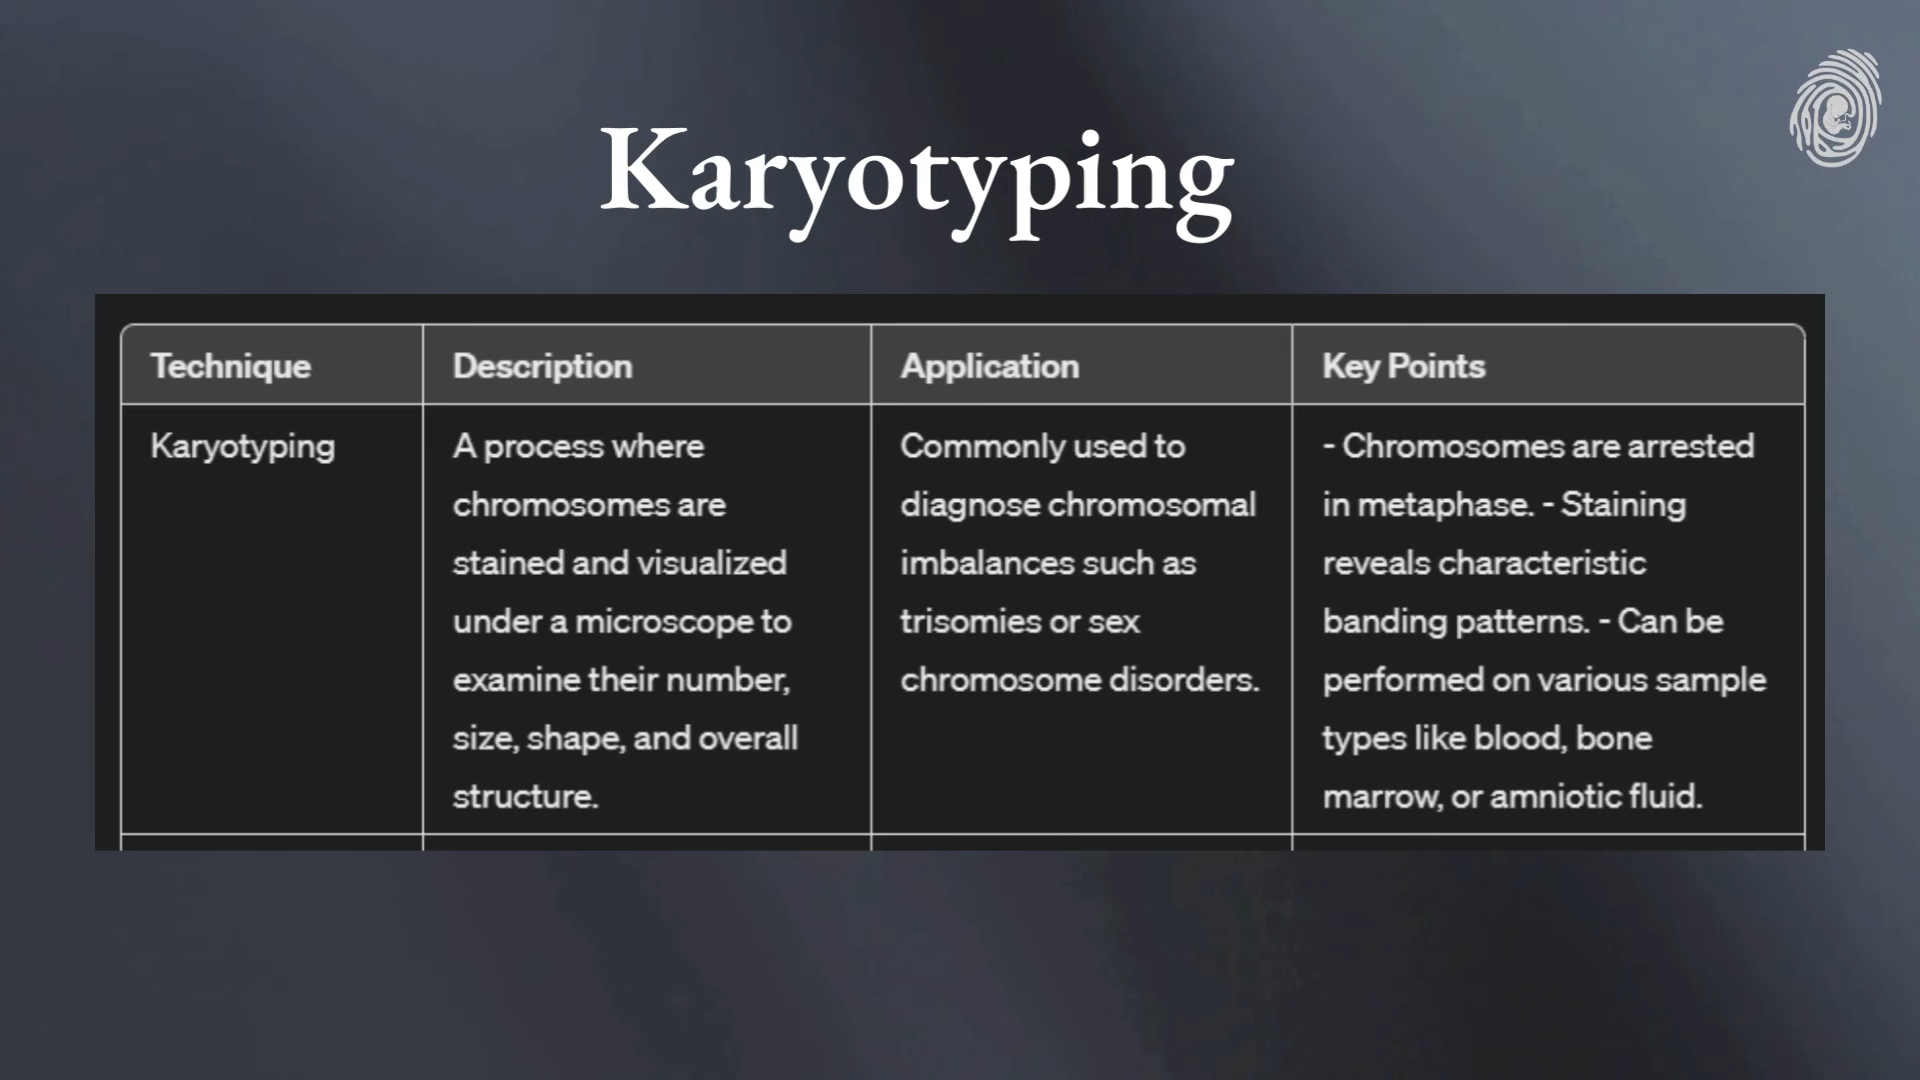 Karyotyping
Technique
Description
Application
Key Points
Karyotyping
A process where
chromosomes are
stained and visualized
under a microscope to
examine their number,
size, shape, and overall
structure.
Commonly used to
diagnose chromosomal
imbalances such as
trisomies or sex
chromosome disorders.
- Chromosomes are arrested
in metaphase. - Staining
reveals characteristic
banding patterns. - Can be
performed on various sample
types like blood, bone
marrow, or amniotic fluid.